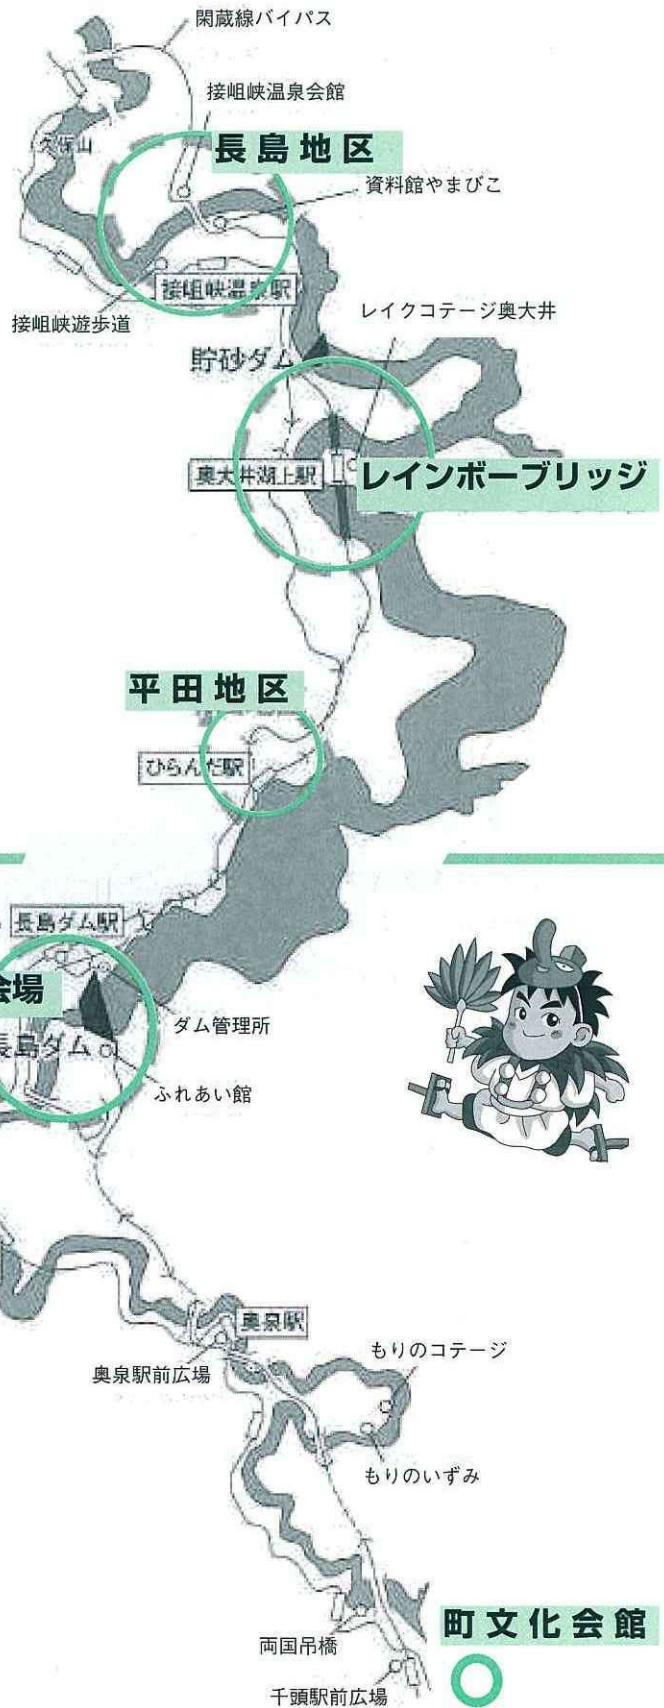 閑蔵線バイパス
接岨峡温泉会館
久保山
長島地区
資料館やまびこ
接岨峡温泉駅
接岨峡遊歩道
レイクコテージ奥大井
貯砂ダム
奥大井湖上駅
レインボーブリッジ
平田地区
ひらんだ駅
長島ダム駅
会場
ダム管理所
長島ダム
ふれあい館
奥泉駅
もりのコテージ
奥泉駅前広場
もりのいずみ
町文化会館
両国吊橋
千頭駅前広場